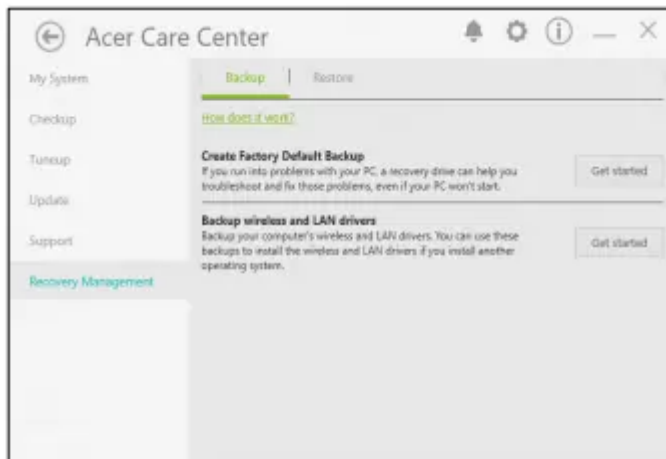 Acer Care Center
My System
Checkup
Tuneup
Update
Support
Recovery Management
Backup
Restore
How does it work?
Create Factory Default Backup
If you run into problems with your PC, a recovery drive can help you
troubleshoot and fix those problems, even if your PC won't start.
Get started
Backup wireless and LAN drivers
Backup your computer's wireless and LAN drivers. You can use these
backups to install the wireless and LAN drivers if you install another
operating system.
Get started